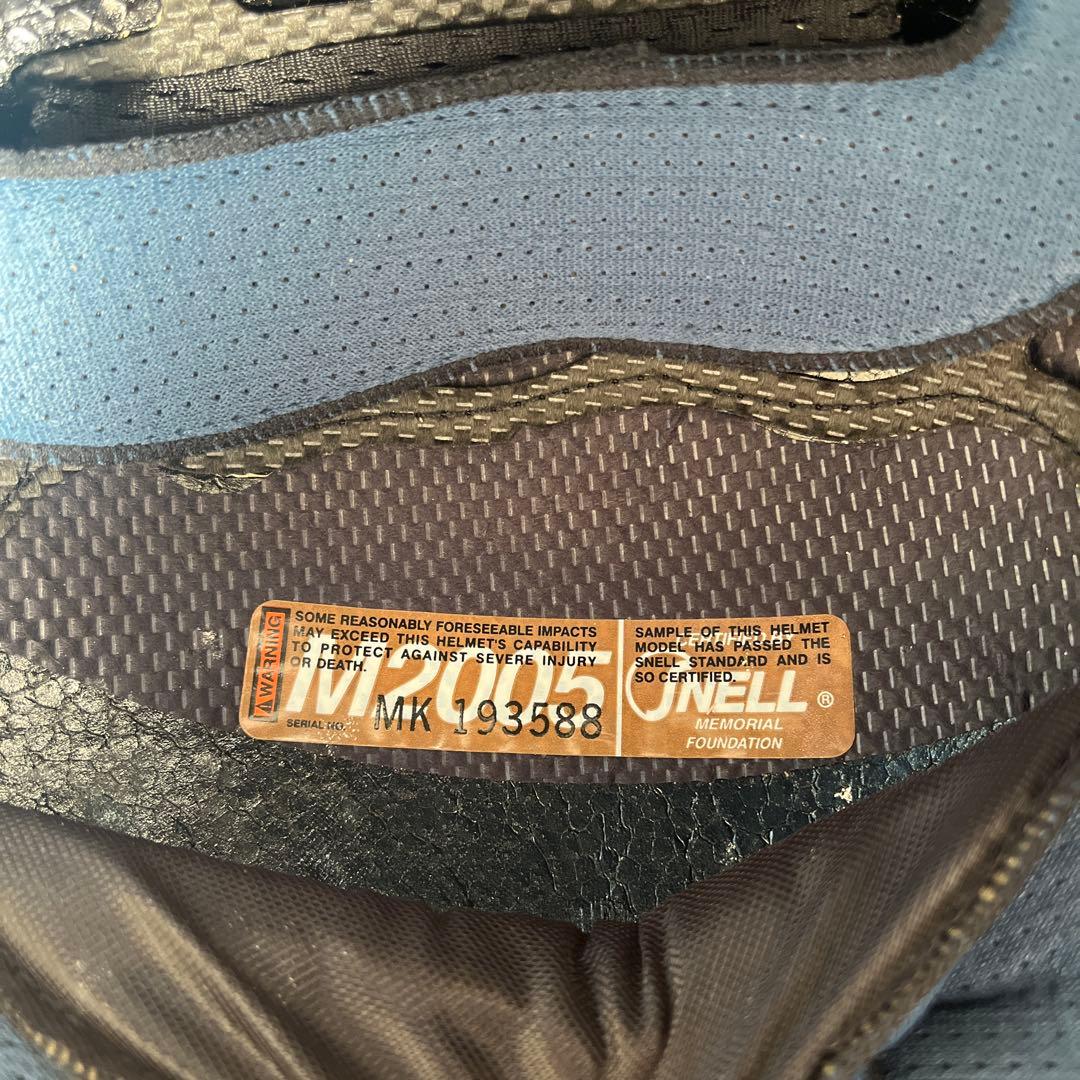 WARNING
SOME REASONABLY FORESEEABLE IMPACTS
MAY EXCEED THIS HELMET'S CAPABILITY
TO PROTECT AGAINST SEVERE INJURY
OR DEATH.
M2005
SERIAL NO. MK 193588
SAMPLE OF THIS HELMET
MODEL HAS PASSED THE
SNELL STANDARD AND IS
SO CERTIFIED.
SNELL ®
MEMORIAL
FOUNDATION